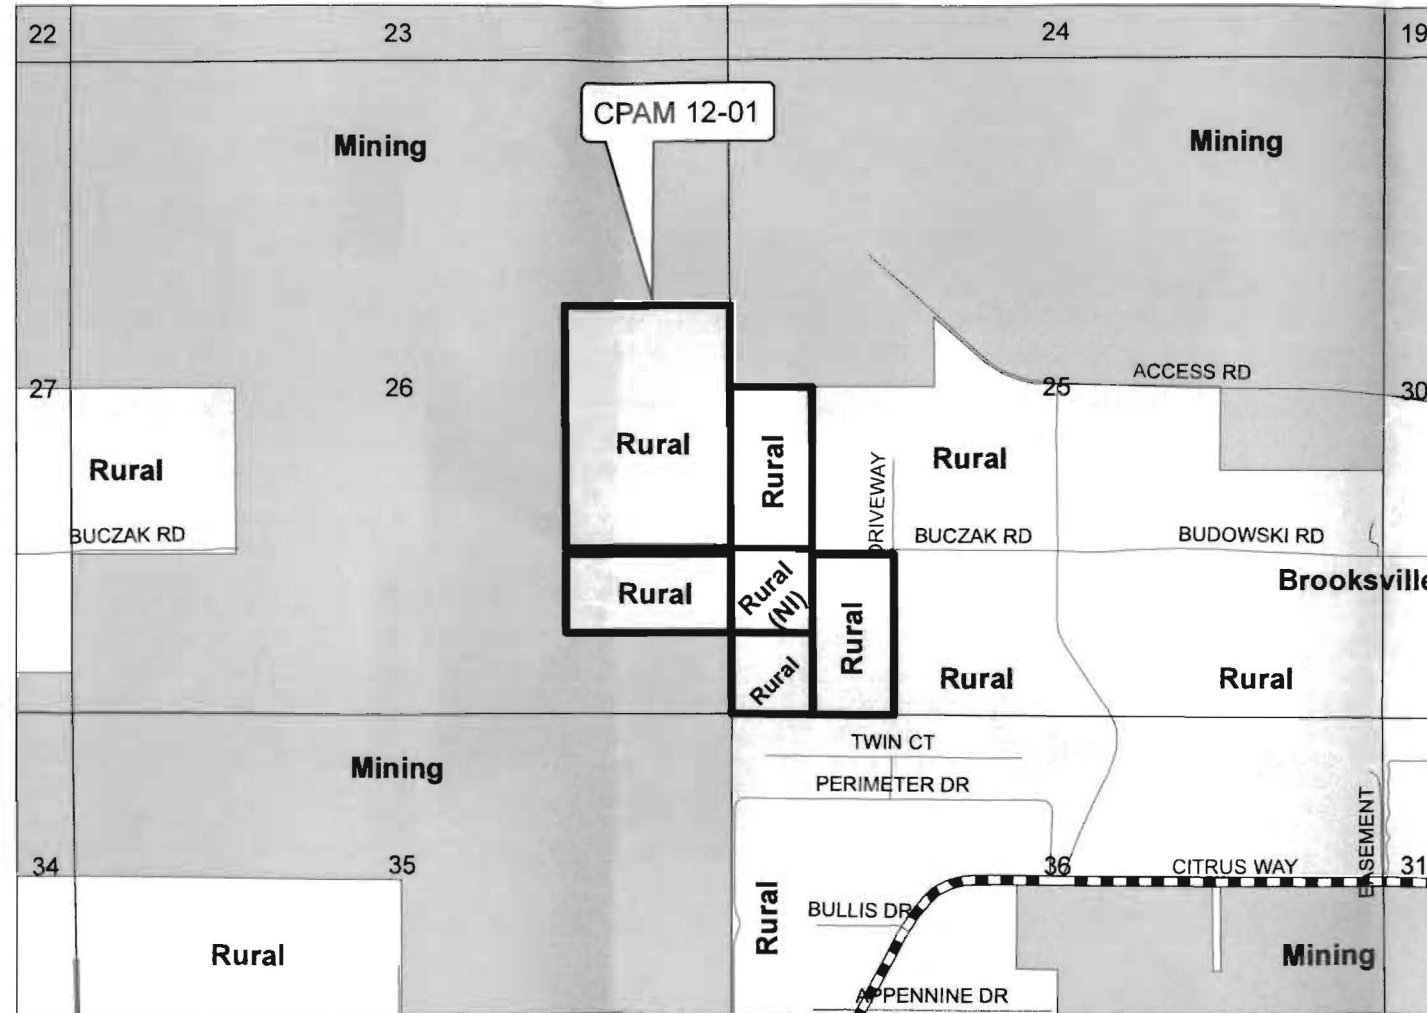 22
23
24
19
CPAM 12-01
Mining
Mining
27
26
25
30
ACCESS RD
Rural
Rural
Rural
Rural
DRIVEWAY
BUCZAK RD
BUCZAK RD
BUDOWSKI RD
Brooksville
Rural
Rural
(NI)
Rural
Rural
Rural
Rural
TWIN CT
Mining
PERIMETER DR
EASEMENT
34
35
36
CITRUS WAY
31
Rural
BULLIS DR
Rural
Mining
APPENNINE DR